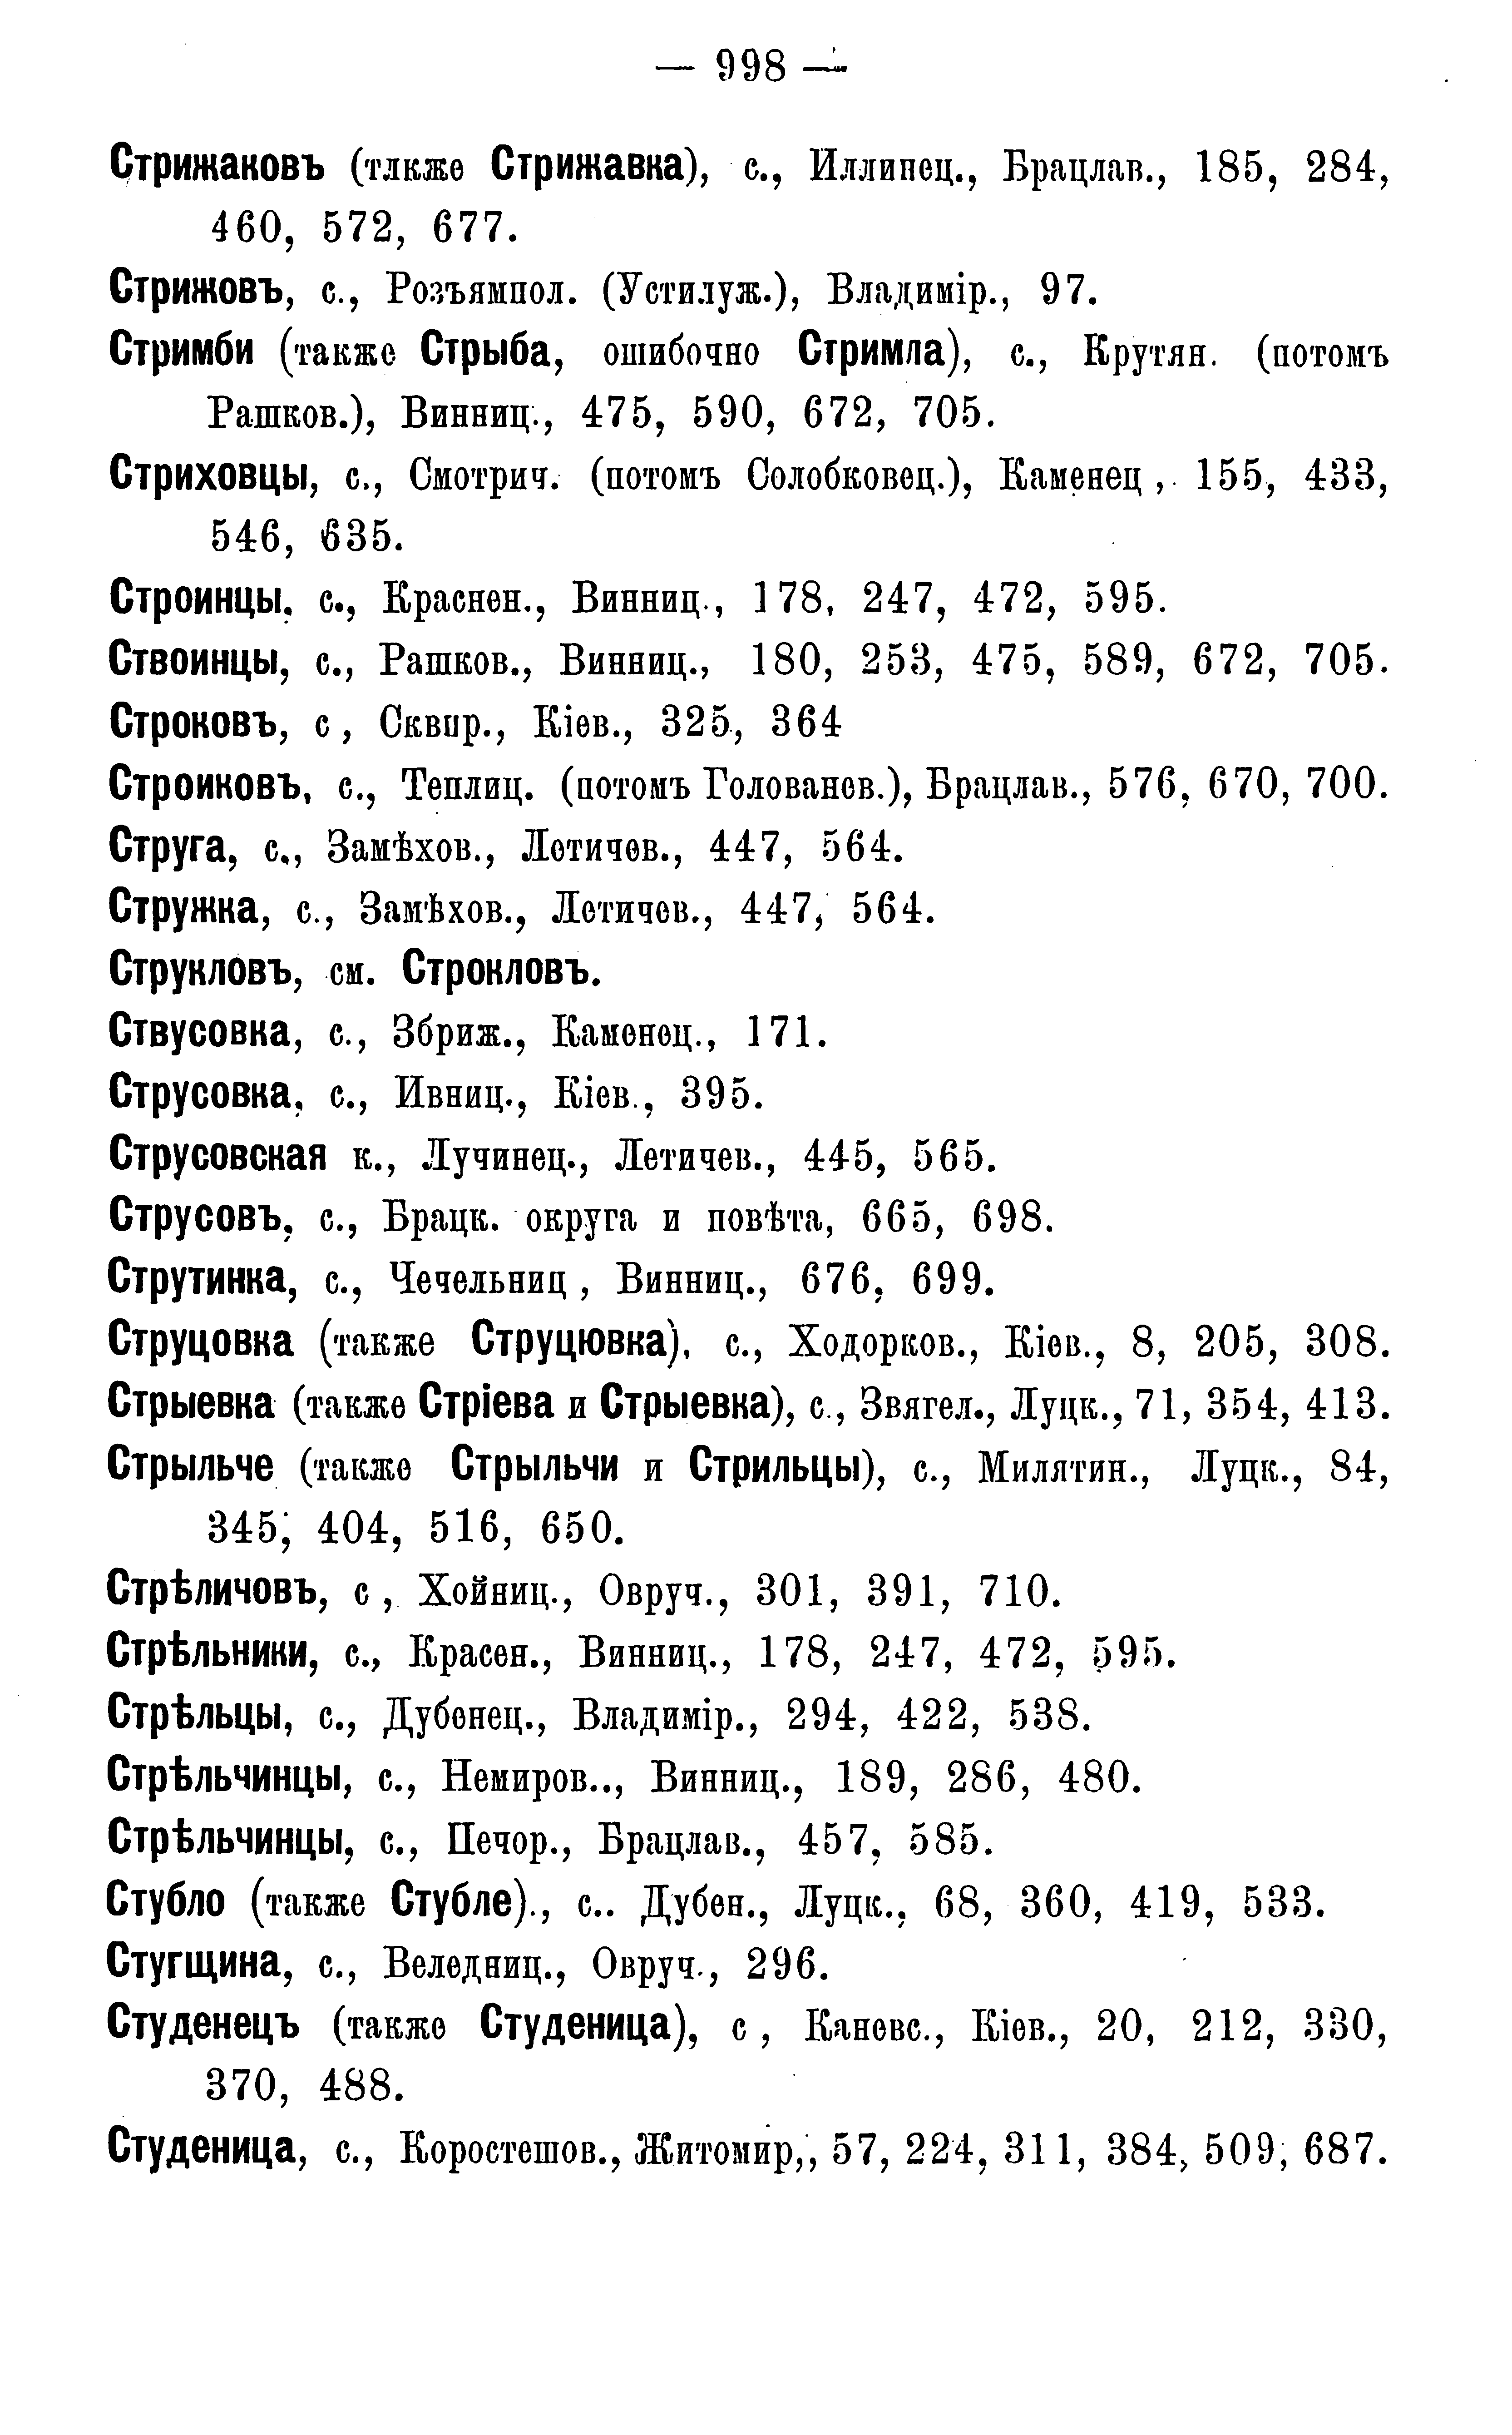 — 998 —
Стрижаковъ (тлкже Стрижавка), с., Иллинец., Брацлав., 185, 284,
460, 572, 677.
Стрижовъ, с., Розъямпол. (Устилуж.), Владимір., 97.
Стримби (также Стрыба, ошибочно Стримла), с., Крутян. (потомъ
Рашков.), Винниц., 475, 590, 672, 705.
Стриховцы, с., Смотрич. (потомъ Солобковец.), Каменец , 155, 433,
546, 635.
Строинцы, с., Краснен., Винниц., 178, 247, 472, 595.
Ствоинцы, с., Рашков., Винниц., 180, 253, 475, 589, 672, 705.
Строковъ, с , Сквир., Кіев., 325, 364
Строиковъ, с., Теплиц. (потомъ Голованев.), Брацлав., 576, 670, 700.
Струга, с., Замѣхов., Летичев., 447, 564.
Стружка, с., Замѣхов., Летичев., 447, 564.
Струкловъ, см. Строкловъ.
Ствусовка, с., Збриж., Каменец., 171.
Струсовка, с., Ивниц., Кіев., 395.
Струсовская к., Лучинец., Летичев., 445, 565.
Струсовъ, с., Брацк. округа и повѣта, 665, 698.
Струтинка, с., Чечельниц , Винниц., 676, 699.
Струцовка (также Струцювка), с., Ходорков., Кіев., 8, 205, 308.
Стрыевка (также Стріева и Стрыевка), с., Звягел., Луцк., 71, 354, 413.
Стрыльче (также Стрыльчи и Стрильцы), с., Милятин., Луцк., 84,
345, 404, 516, 650.
Стрѣличовъ, с , Хойниц., Овруч., 301, 391, 710.
Стрѣльники, с., Красен., Винниц., 178, 247, 472, 595.
Стрѣльцы, с., Дубенец., Владимір., 294, 422, 538.
Стрѣльчинцы, с., Немиров.., Винниц., 189, 286, 480.
Стрѣльчинцы, с., Печор., Брацлав., 457, 585.
Стубло (также Стубле)., с.. Дубен., Луцк., 68, 360, 419, 533.
Стугщина, с., Веледниц., Овруч., 296.
Студенецъ (также Студеница), с , Каневс., Кіев., 20, 212, 330,
370, 488.
Студеница, с., Коростешов., Житомир,, 57, 224, 311, 384, 509, 687.